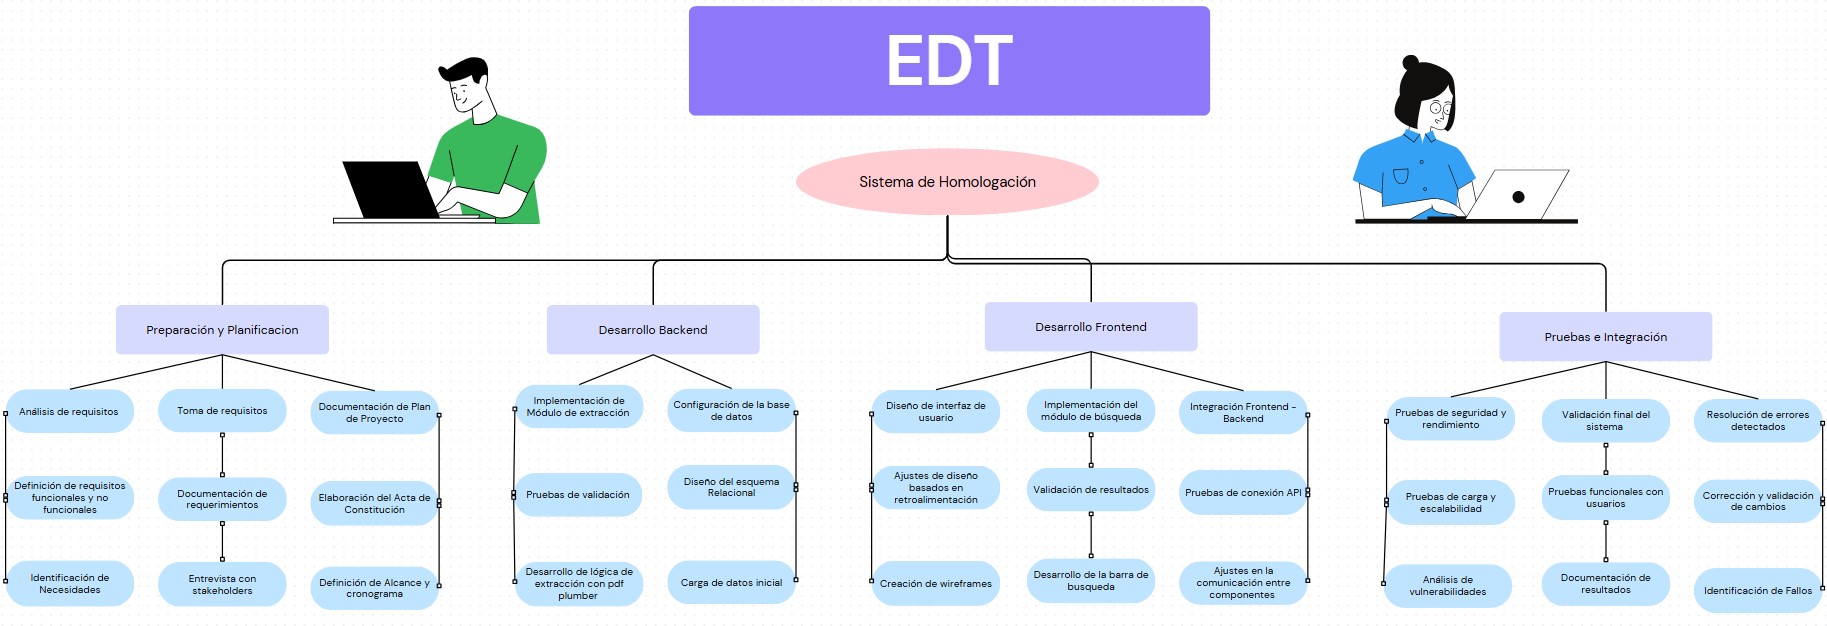 EDT
Sistema de Homologación
Preparación y Planificacion
Desarrollo Backend
Desarrollo Frontend
Pruebas e Integración
Análisis de requisitos
Toma de requisitos
Documentación de Plan
de Proyecto
Implementación de
Módulo de extracción
Configuración de la base
de datos
Diseño de interfaz de
usuario
Implementación del
módulo de búsqueda
Integración Frontend -
Backend
Pruebas de seguridad y
rendimiento
Validación final del
sistema
Resolución de errores
detectados
Definición de requisitos
funcionales y no
funcionales
Documentación de
requerimientos
Elaboración del Acta de
Constitución
Pruebas de validación
Diseño del esquema
Relacional
Ajustes de diseño
basados en
retroalimentación
Validación de resultados
Pruebas de conexión API
Pruebas de carga y
escalabilidad
Pruebas funcionales con
usuarios
Corrección y validación
de cambios
Identificación de
Necesidades
Entrevista con
stakeholders
Definición de Alcance y
cronograma
Desarrollo de lógica de
extracción con pdf
plumber
Carga de datos inicial
Creación de wireframes
Desarrollo de la barra de
busqueda
Ajustes en la
comunicación entre
componentes
Análisis de
vulnerabilidades
Documentación de
resultados
Identificación de Fallos